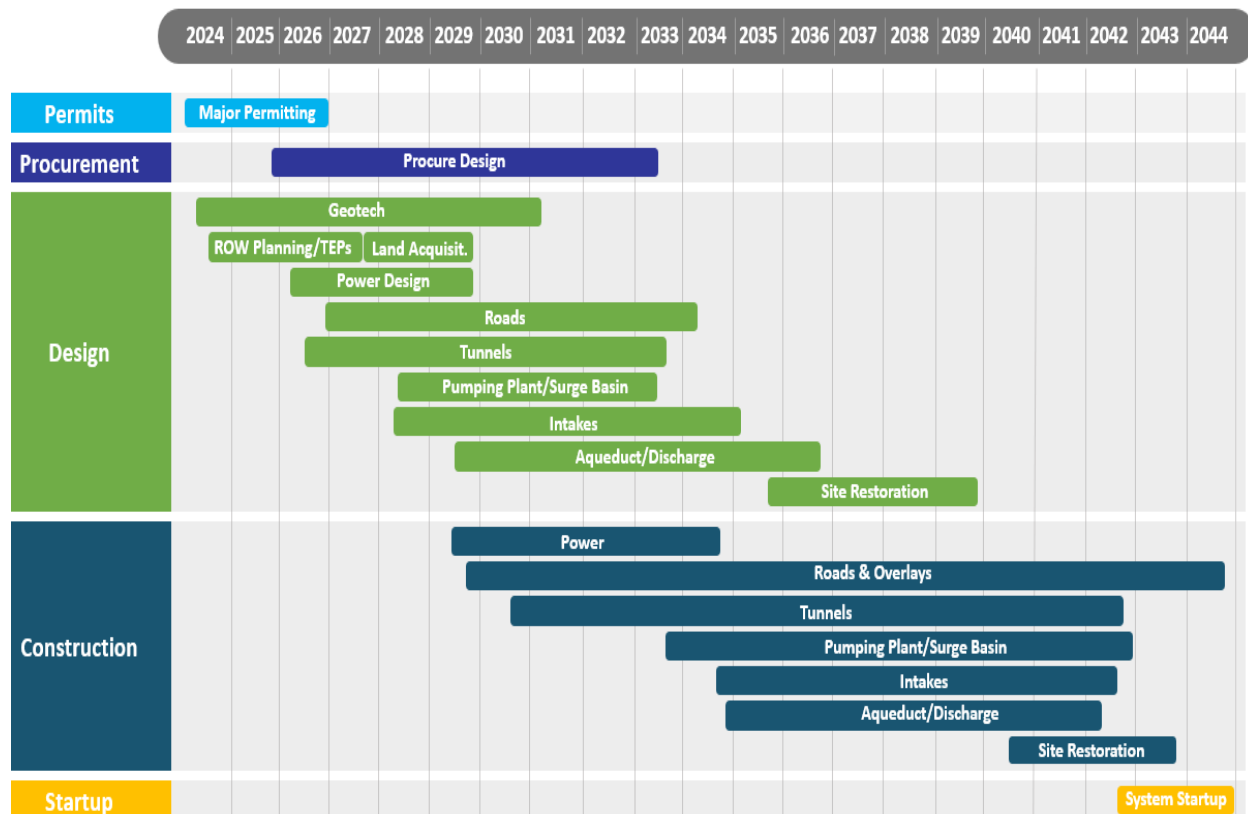 2024 2025 2026 2027 2028 2029 2030 2031 2032 2033 2034 2035 2036 2037 2038 2039 2040 2041 2042 2043 2044
Permits
Major Permitting
Procurement
Procure Design
Design
Geotech
ROW Planning/TEPs
Land Acquisit.
Power Design
Roads
Tunnels
Pumping Plant/Surge Basin
Intakes
Aqueduct/Discharge
Site Restoration
Construction
Power
Roads & Overlays
Tunnels
Pumping Plant/Surge Basin
Intakes
Aqueduct/Discharge
Site Restoration
Startup
System Startup